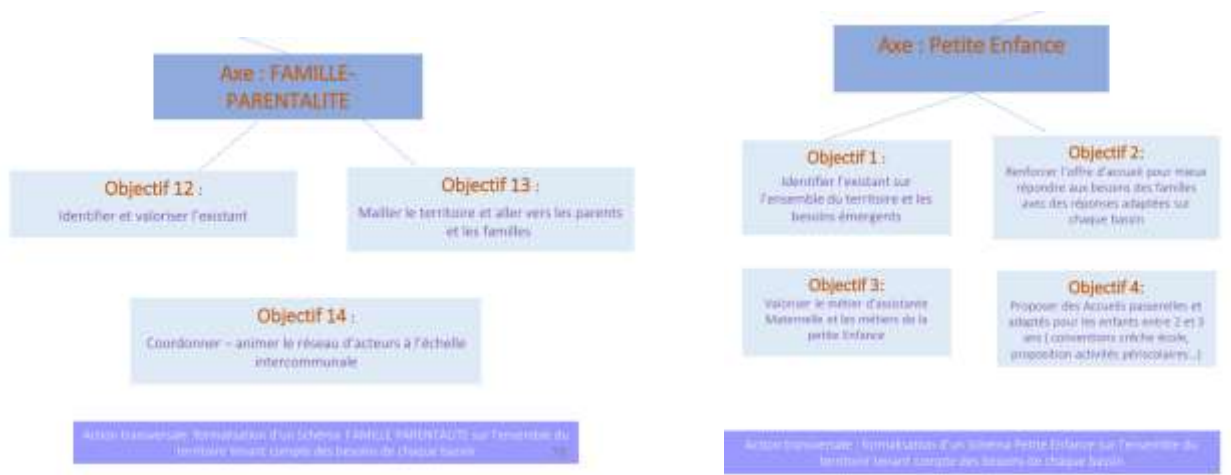 Axe : FAMILLE-
PARENTALITE
Objectif 12 :
Identifier et valoriser l'existant
Objectif 13 :
Mailler le territoire et aller vers les parents
et les familles
Objectif 14 :
Coordonner – animer le réseau d'acteurs à l'échelle
intercommunale
Action transversale: formalisation d'un Schéma FAMILLE PARENTALITE sur l'ensemble du
territoire tenant compte des besoins de chaque bassin
Axe : Petite Enfance
Objectif 1 :
Identifier l'existant sur
l'ensemble du territoire et les
besoins émergents
Objectif 2:
Renforcer l'offre d'accueil pour mieux
répondre aux besoins des familles
avec des réponses adaptées sur
chaque bassin
Objectif 3:
Valoriser le métier d'assistante
Maternelle et les métiers de la
petite Enfance
Objectif 4:
Proposer des Accueils passerelles et
adaptés pour les enfants entre 2 et 3
ans ( conventions crèche école,
proposition activités périscolaires…)
Action transversale : formalisation d'un Schéma Petite Enfance sur l'ensemble du
territoire tenant compte des besoins de chaque bassin